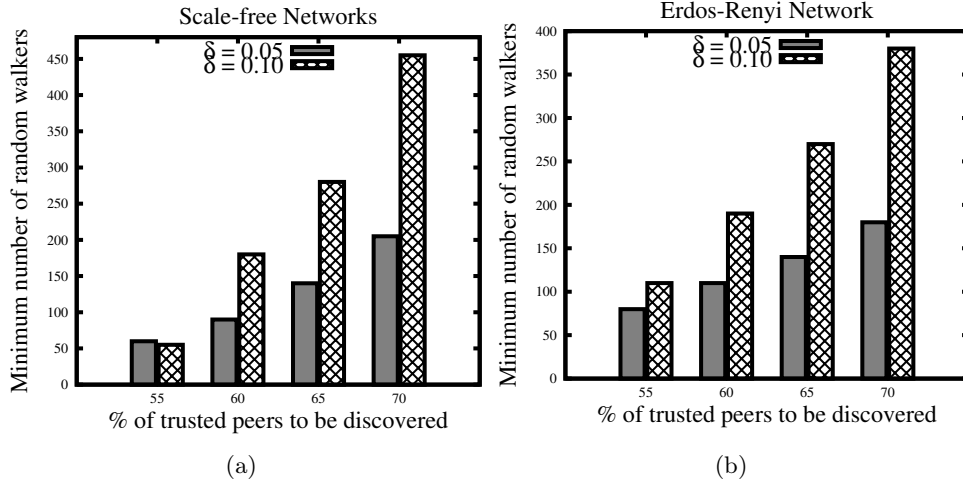 Scale-free Networks
Minimum number of random walkers
450
400
350
300
250
200
150
100
50
0
δ = 0.05
δ = 0.10
55 60 65 70
% of trusted peers to be discovered
(a)
Erdos-Renyi Network
Minimum number of random walkers
400
350
300
250
200
150
100
50
0
δ = 0.05
δ = 0.10
55 60 65 70
% of trusted peers to be discovered
(b)